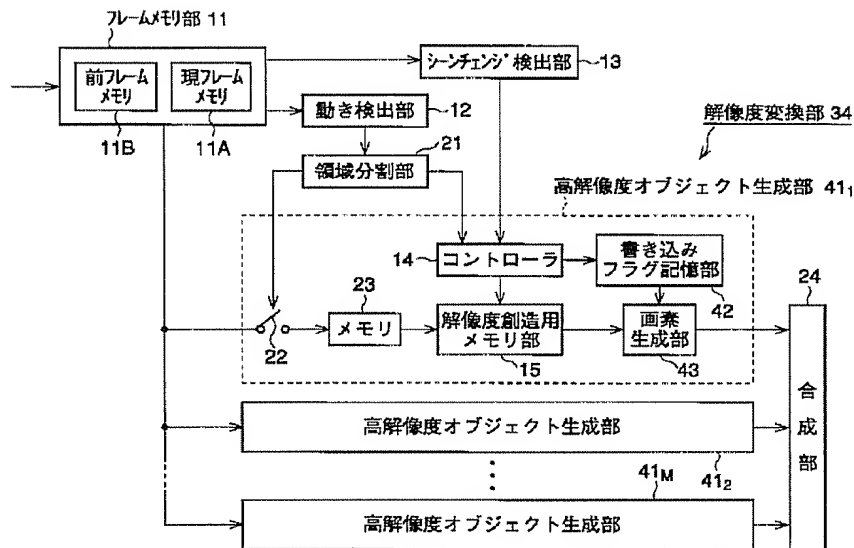 フレームメモリ部 11
前フレーム
メモリ
現フレーム
メモリ
11B
11A
シーンチェンジ検出部
13
動き検出部
12
21
領域分割部
解像度変換部 34
高解像度オブジェクト生成部 41₁
14
コントローラ
書き込み
フラグ記憶部
42
24
22
23
メモリ
解像度創造用
メモリ部
15
画素
生成部
43
合成部
高解像度オブジェクト生成部
41₂
41M
高解像度オブジェクト生成部